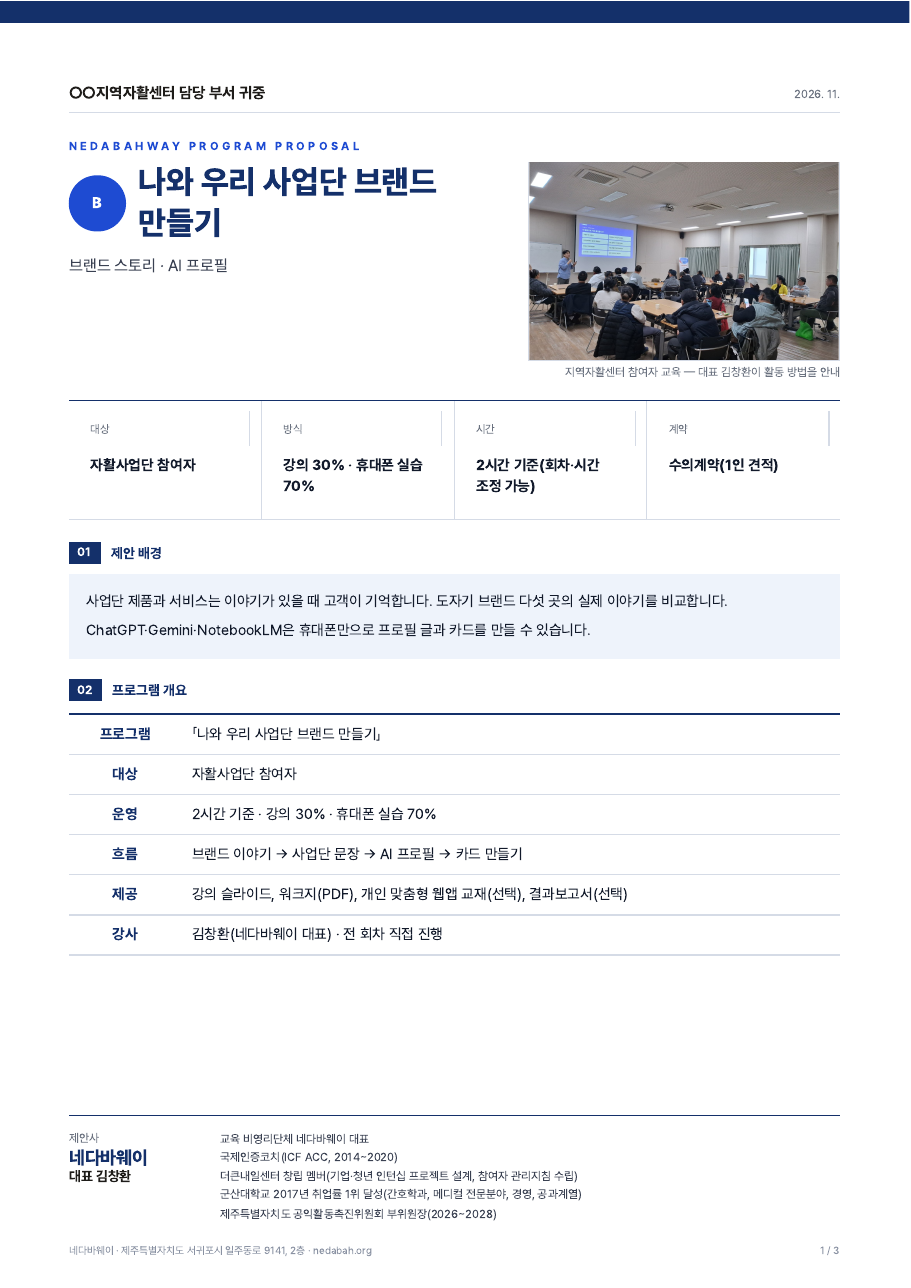 〇〇지역자활센터 담당 부서 귀중
2026. 11.
NEDABAHWAY PROGRAM PROPOSAL
B
나와 우리 사업단 브랜드
만들기
브랜드 스토리 · AI 프로필
지역자활센터 참여자 교육 — 대표 김창환이 활동 방법을 안내
대상
자활사업단 참여자
방식
강의 30% · 휴대폰 실습
70%
시간
2시간 기준(회차·시간
조정 가능)
계약
수의계약(1인 견적)
01 제안 배경
사업단 제품과 서비스는 이야기가 있을 때 고객이 기억합니다. 도자기 브랜드 다섯 곳의 실제 이야기를 비교합니다.
ChatGPT·Gemini·NotebookLM은 휴대폰만으로 프로필 글과 카드를 만들 수 있습니다.
02 프로그램 개요
프로그램 「나와 우리 사업단 브랜드 만들기」
대상 자활사업단 참여자
운영 2시간 기준 · 강의 30% · 휴대폰 실습 70%
흐름 브랜드 이야기 → 사업단 문장 → AI 프로필 → 카드 만들기
제공 강의 슬라이드, 워크지(PDF), 개인 맞춤형 웹앱 교재(선택), 결과보고서(선택)
강사 김창환(네다바웨이 대표) · 전 회차 직접 진행
제안사
네다바웨이
대표 김창환
교육 비영리단체 네다바웨이 대표
국제인증코치(ICF ACC, 2014~2020)
더큰내일센터 창립 멤버(기업·청년 인턴십 프로젝트 설계, 참여자 관리지침 수립)
군산대학교 2017년 취업률 1위 달성(간호학과, 메디컬 전문분야, 경영, 공과계열)
제주특별자치도 공익활동촉진위원회 부위원장(2026~2028)
네다바웨이 · 제주특별자치도 서귀포시 일주동로 9141, 2층 · nedabah.org
1 / 3